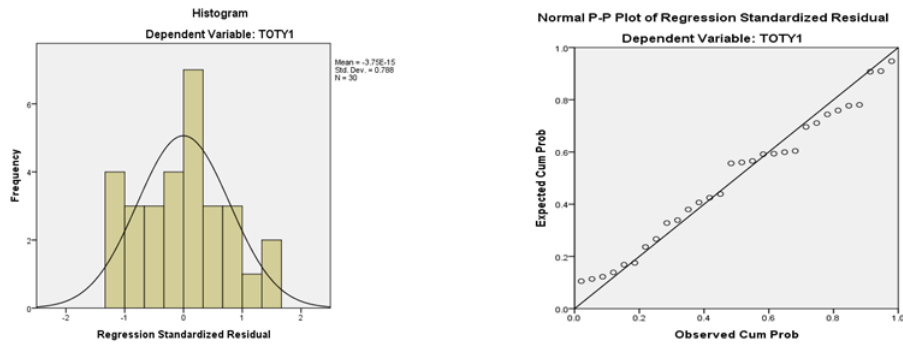 Histogram
Dependent Variable: TOTY1
Mean = -3.75E-15
Std. Dev. = 0.788
N = 30
Frequency
6
4
2
0
-2
-1
0
1
2
Regression Standardized Residual
Normal P-P Plot of Regression Standardized Residual
Dependent Variable: TOTY1
Expected Cum Prob
1.0
0.8
0.6
0.4
0.2
0.0
0.0
0.2
0.4
0.6
0.8
1.0
Observed Cum Prob